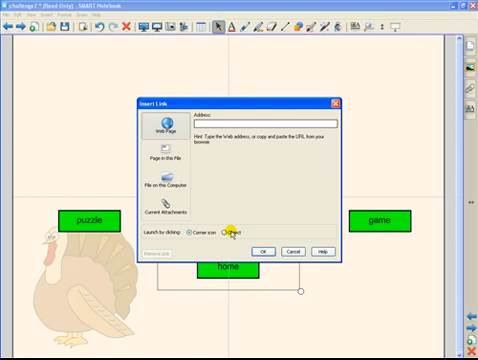 challenge7 * (Read-Only) - SMART Notebook
File Edit View Insert Format Draw Help
Insert Link
Web Page
Page in this File
File on this Computer
Current Attachments
Address:
Hint: Type the Web address, or copy and paste the URL from your
browser.
Launch by clicking: Corner icon Object
Remove Link OK Cancel Help
puzzle
game
home